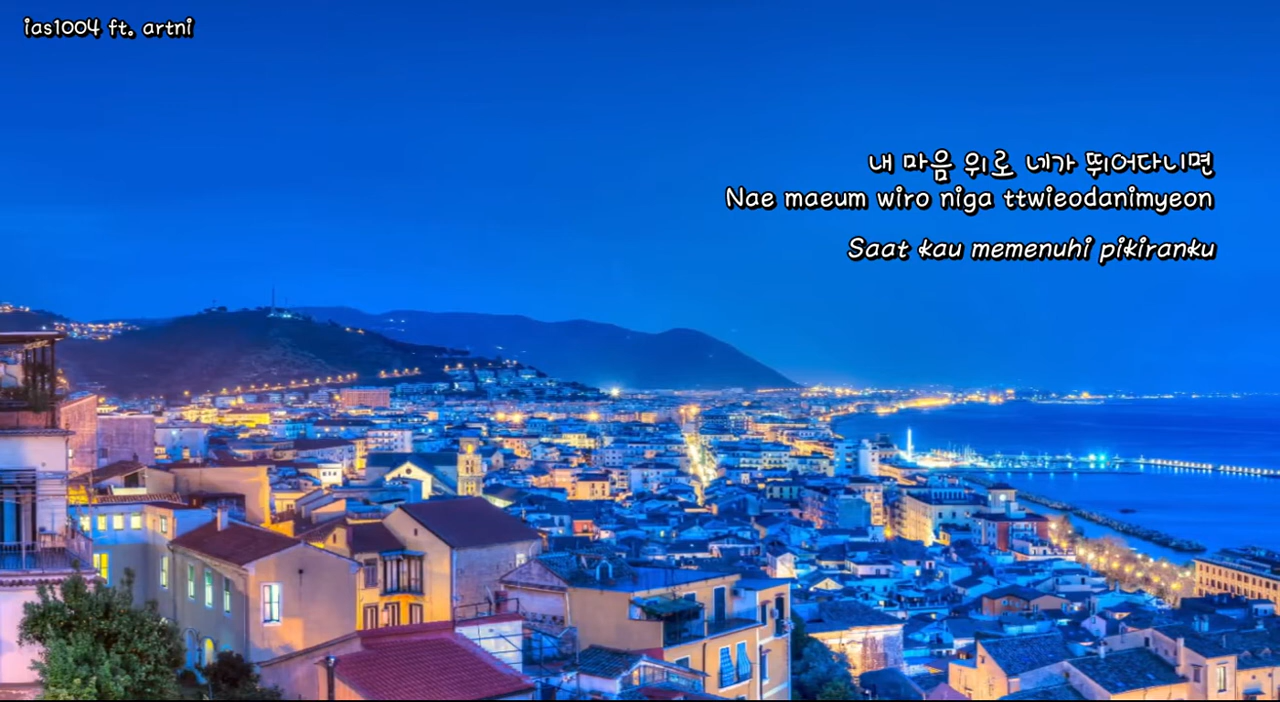 ias1004 ft. artni
내 마음 위로 네가 뛰어다니면
Nae maeum wiro niga ttwieodanimyeon
Saat kau memenuhi pikiranku